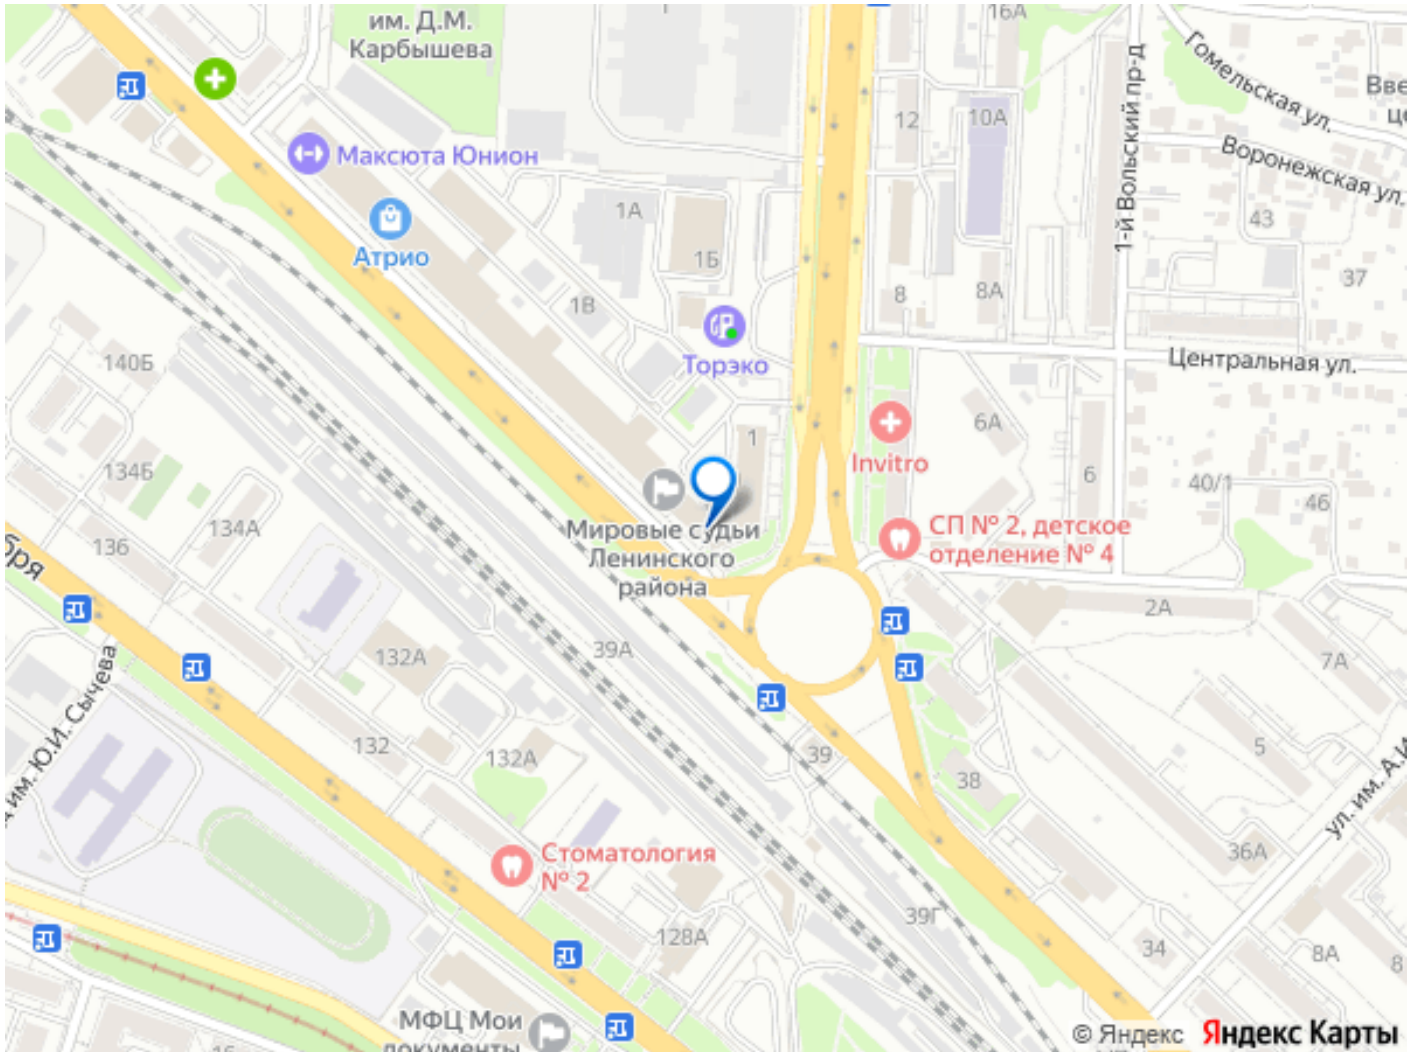 им. Д.М.
Карбышева
16А
Гомельская ул.
1-й Вольский пр-д
Воронежская ул.
12
10А
Максюта Юнион
1А
43
Атрио
1Б
37
1В
8
8А
Торэко
140Б
Центральная ул.
6А
1
Invitro
6
134Б
40/1
46
134А
Мировые судьи
Ленинского
района
СП № 2, детское
отделение № 4
136
бря
2А
39А
132А
7А
им. Ю.И. Сычева
132
132А
39
5
38
ул. им. А.И
36А
Стоматология
№ 2
39Г
128А
34
8А
8
МФЦ Мои
документы
© Яндекс Яндекс Карты